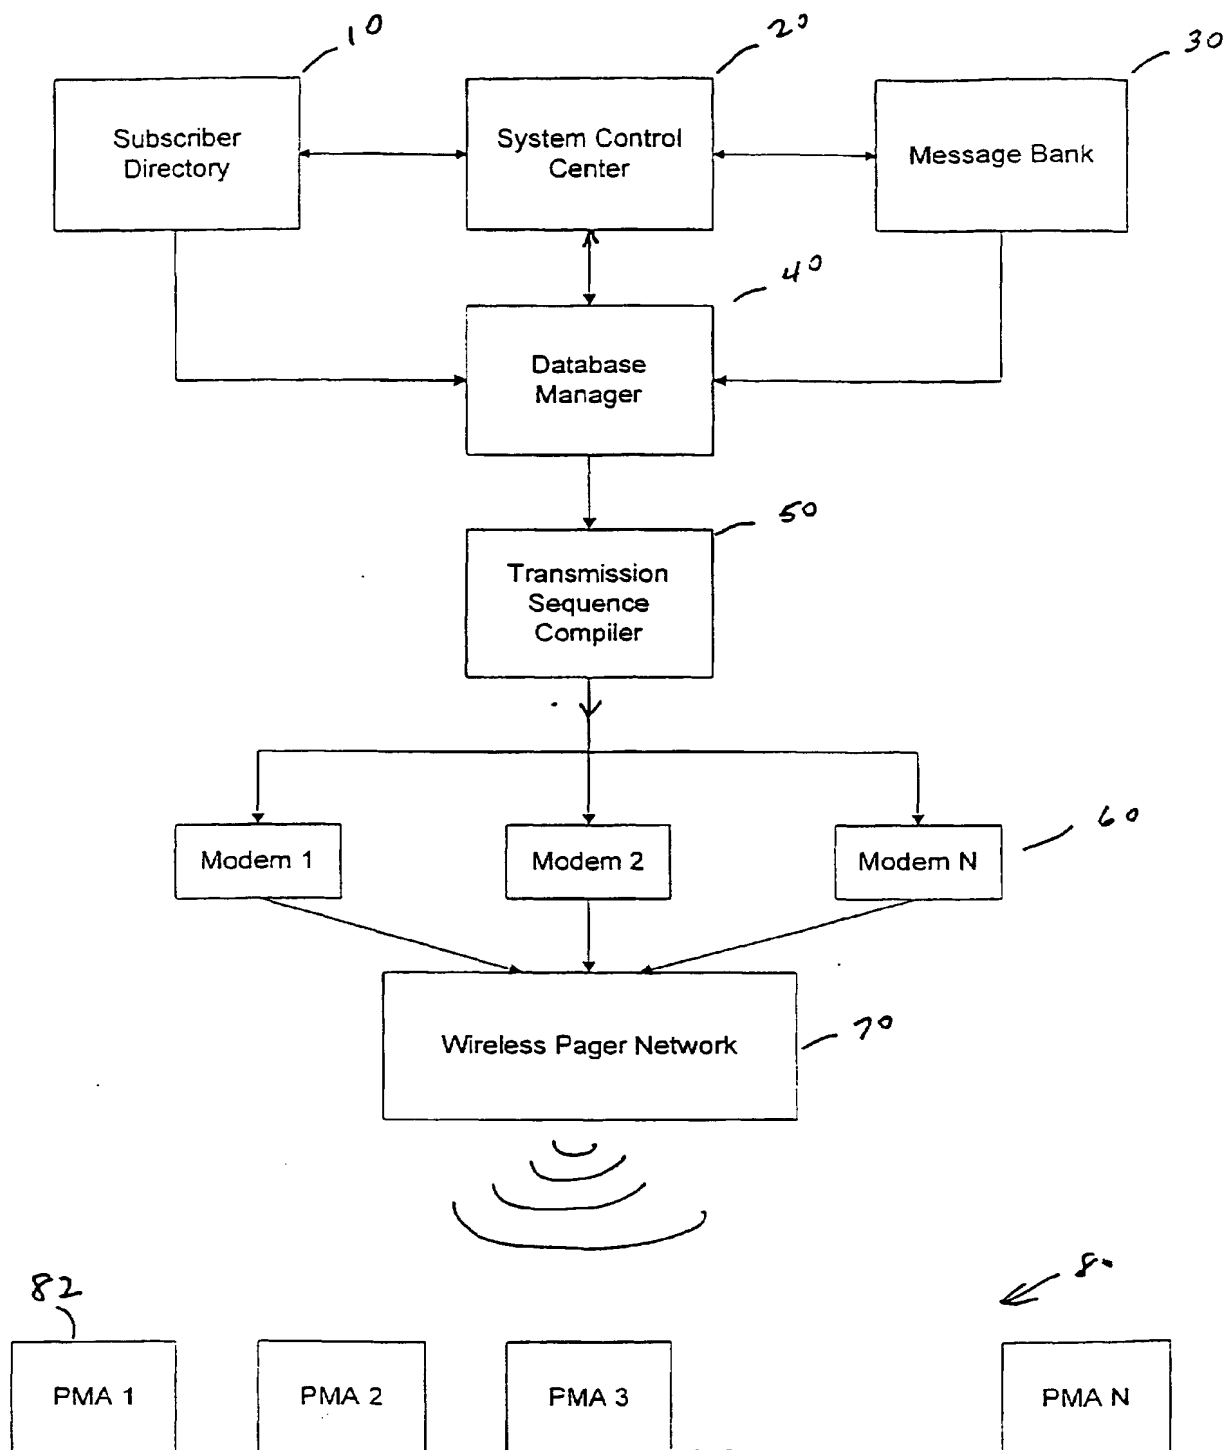 10
20
30
Subscriber
Directory
System Control
Center
Message Bank
40
Database
Manager
50
Transmission
Sequence
Compiler
60
Modem 1
Modem 2
Modem N
70
Wireless Pager Network
82
80
PMA 1
PMA 2
PMA 3
PMA N